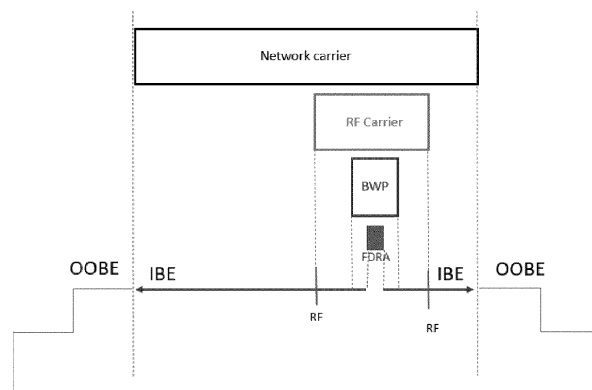 Network carrier
RF Carrier
BWP
FDRA
OOBE
IBE
IBE
OOBE
RF
RF